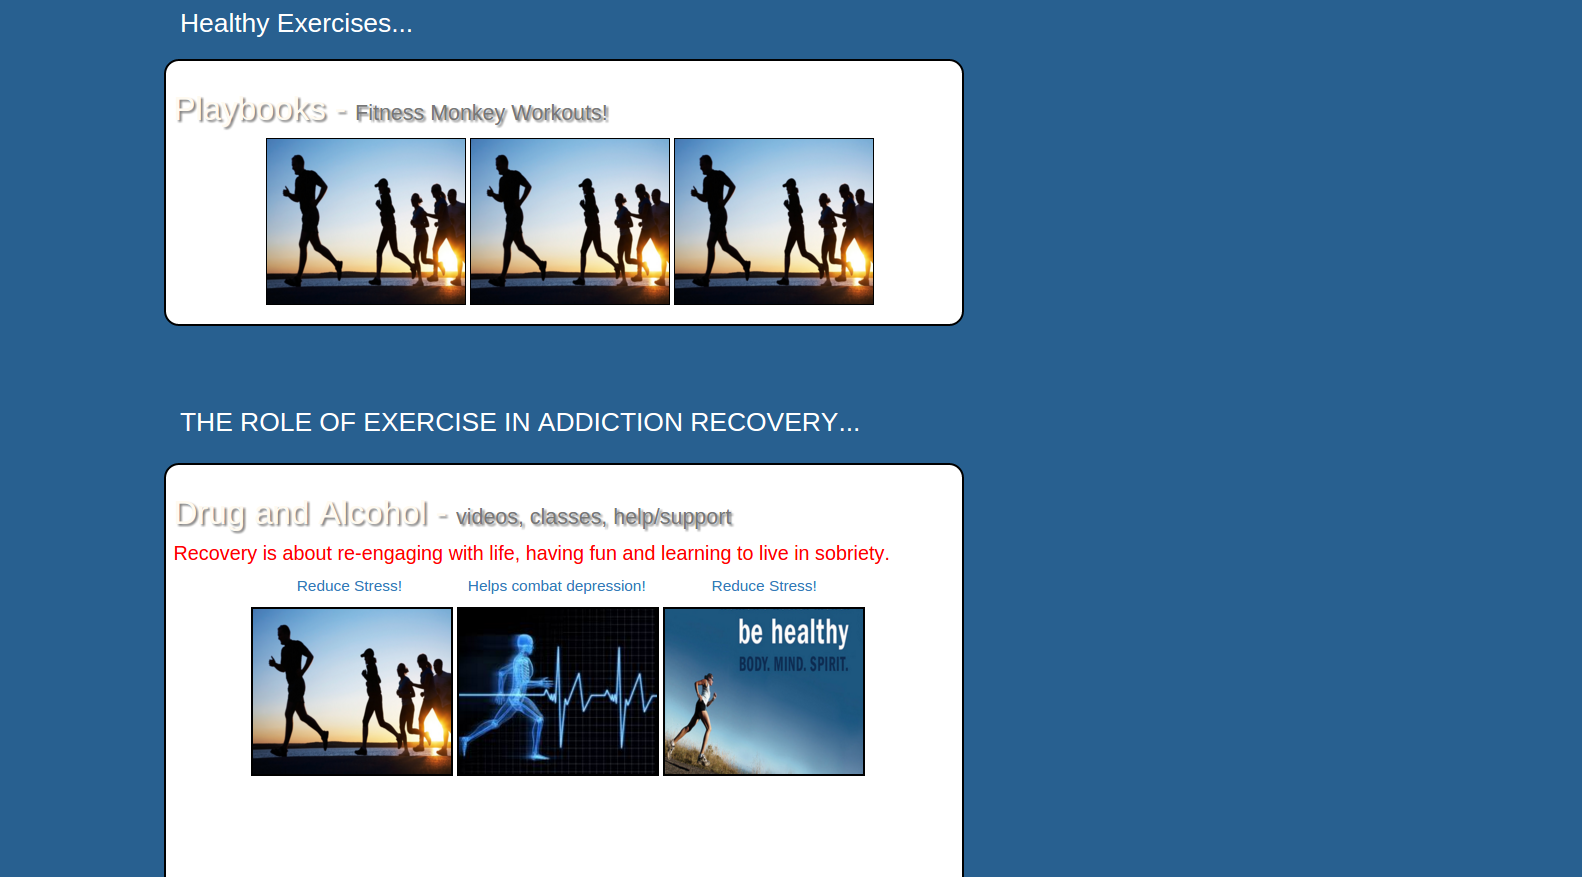 Healthy Exercises...
Playbooks - Fitness Monkey Workouts!
THE ROLE OF EXERCISE IN ADDICTION RECOVERY...
Drug and Alcohol - videos, classes, help/support
Recovery is about re-engaging with life, having fun and learning to live in sobriety.
Reduce Stress! Helps combat depression! Reduce Stress!
be healthy
BODY. MIND. SPIRIT.